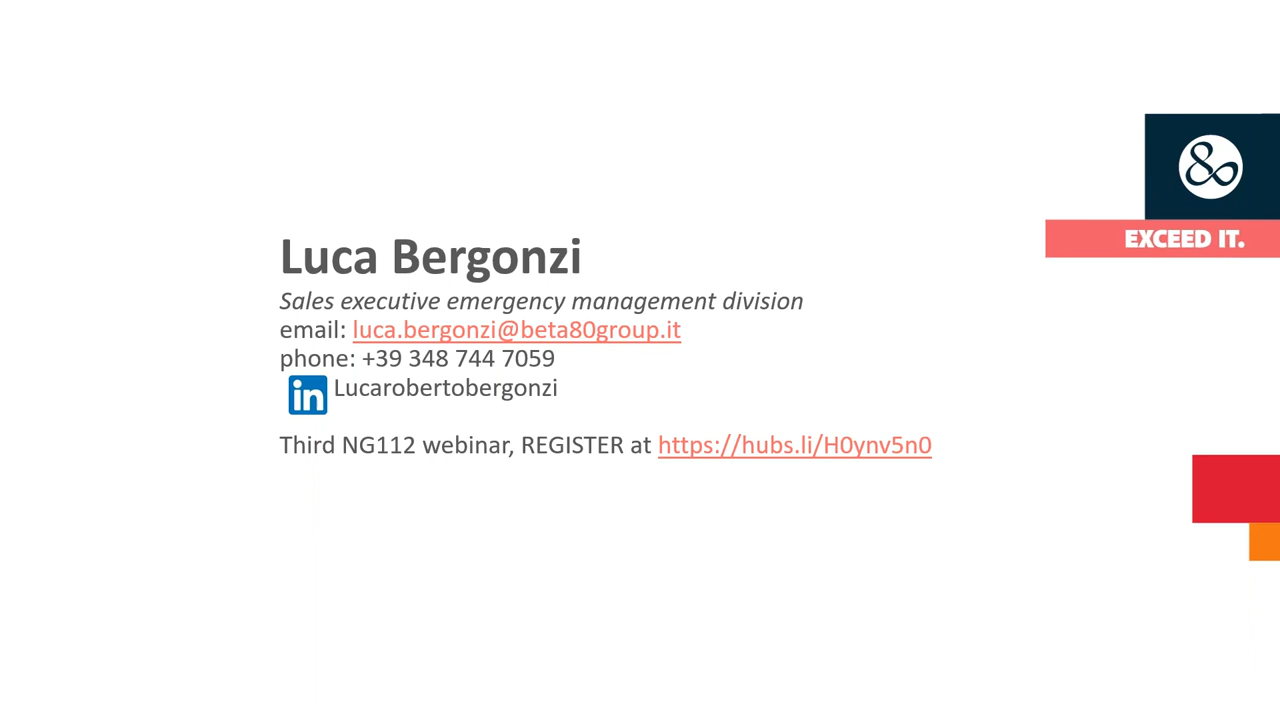 EXCEED IT.
Luca Bergonzi
Sales executive emergency management division
email: luca.bergonzi@beta80group.it
phone: +39 348 744 7059
in Lucarobertobergonzi
Third NG112 webinar, REGISTER at https://hubs.li/H0ynv5n0